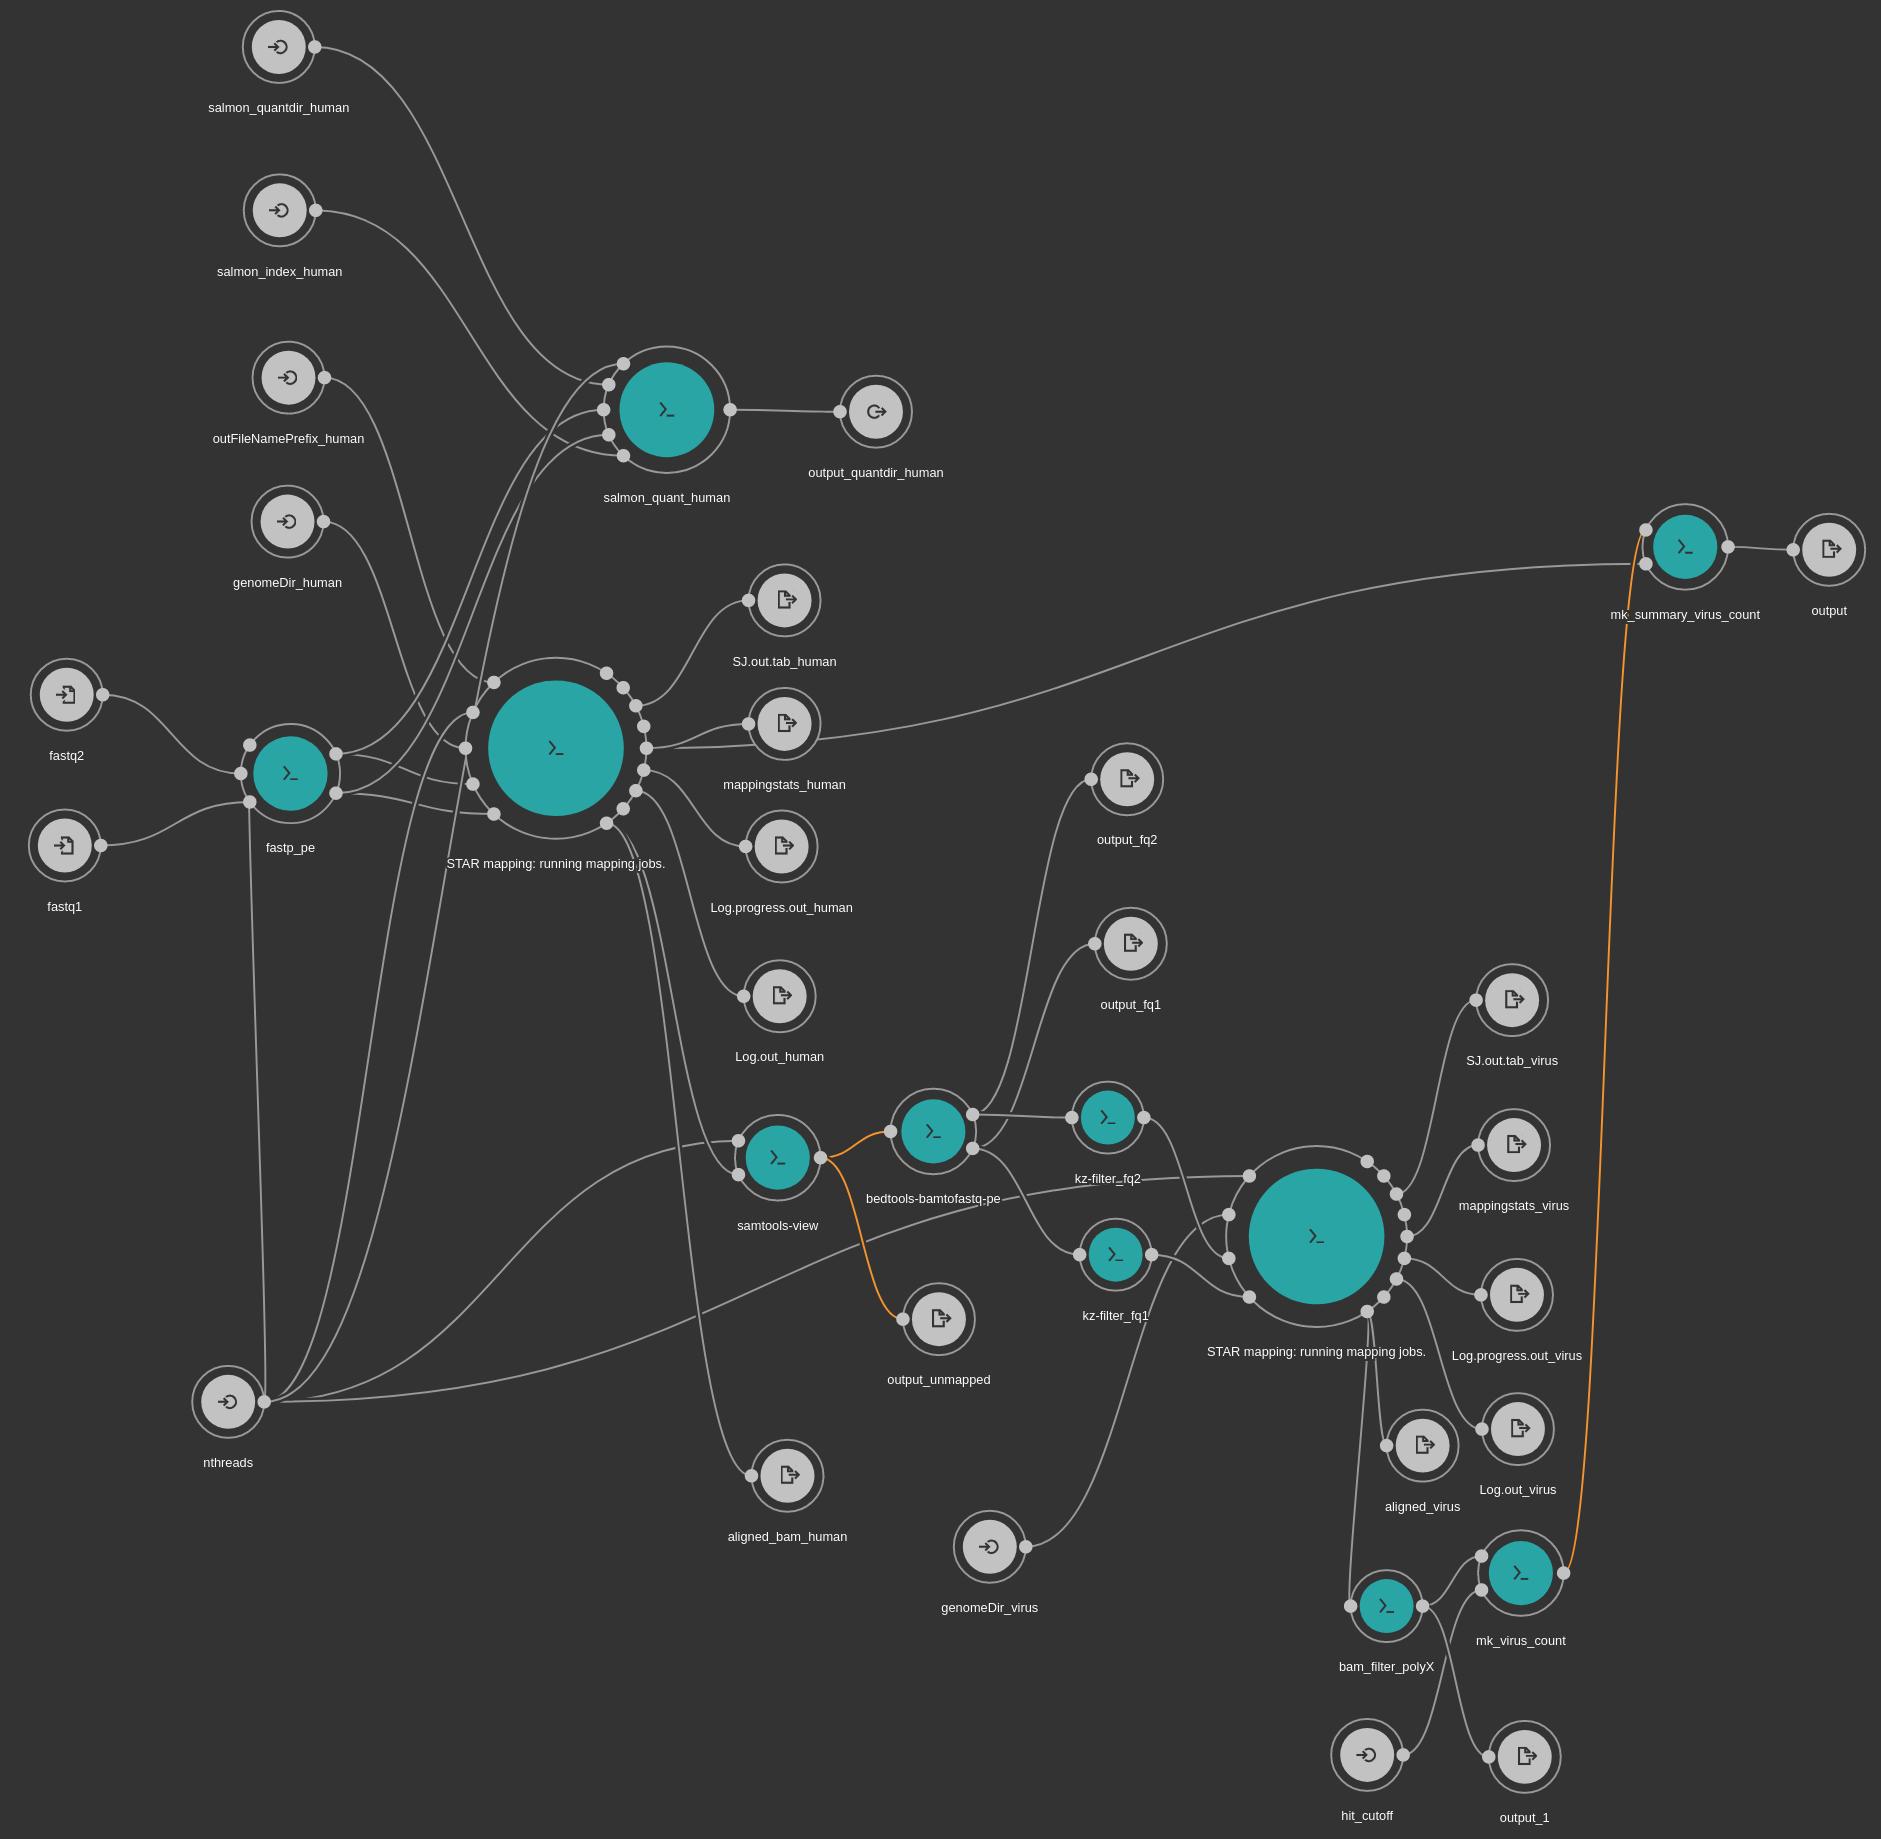 salmon_quantdir_human
salmon_index_human
outFileNamePrefix_human
output_quantdir_human
salmon_quant_human
genomeDir_human
mk_summary_virus_count
output
SJ.out.tab_human
fastq2
mappingstats_human
output_fq2
fastp_pe
STAR mapping: running mapping jobs.
fastq1
Log.progress.out_human
output_fq1
Log.out_human
SJ.out.tab_virus
kz-filter_fq2
bedtools-bamtofastq-pe
mappingstats_virus
samtools-view
kz-filter_fq1
STAR mapping: running mapping jobs.
Log.progress.out_virus
output_unmapped
nthreads
Log.out_virus
aligned_virus
aligned_bam_human
genomeDir_virus
mk_virus_count
bam_filter_polyX
hit_cutoff
output_1